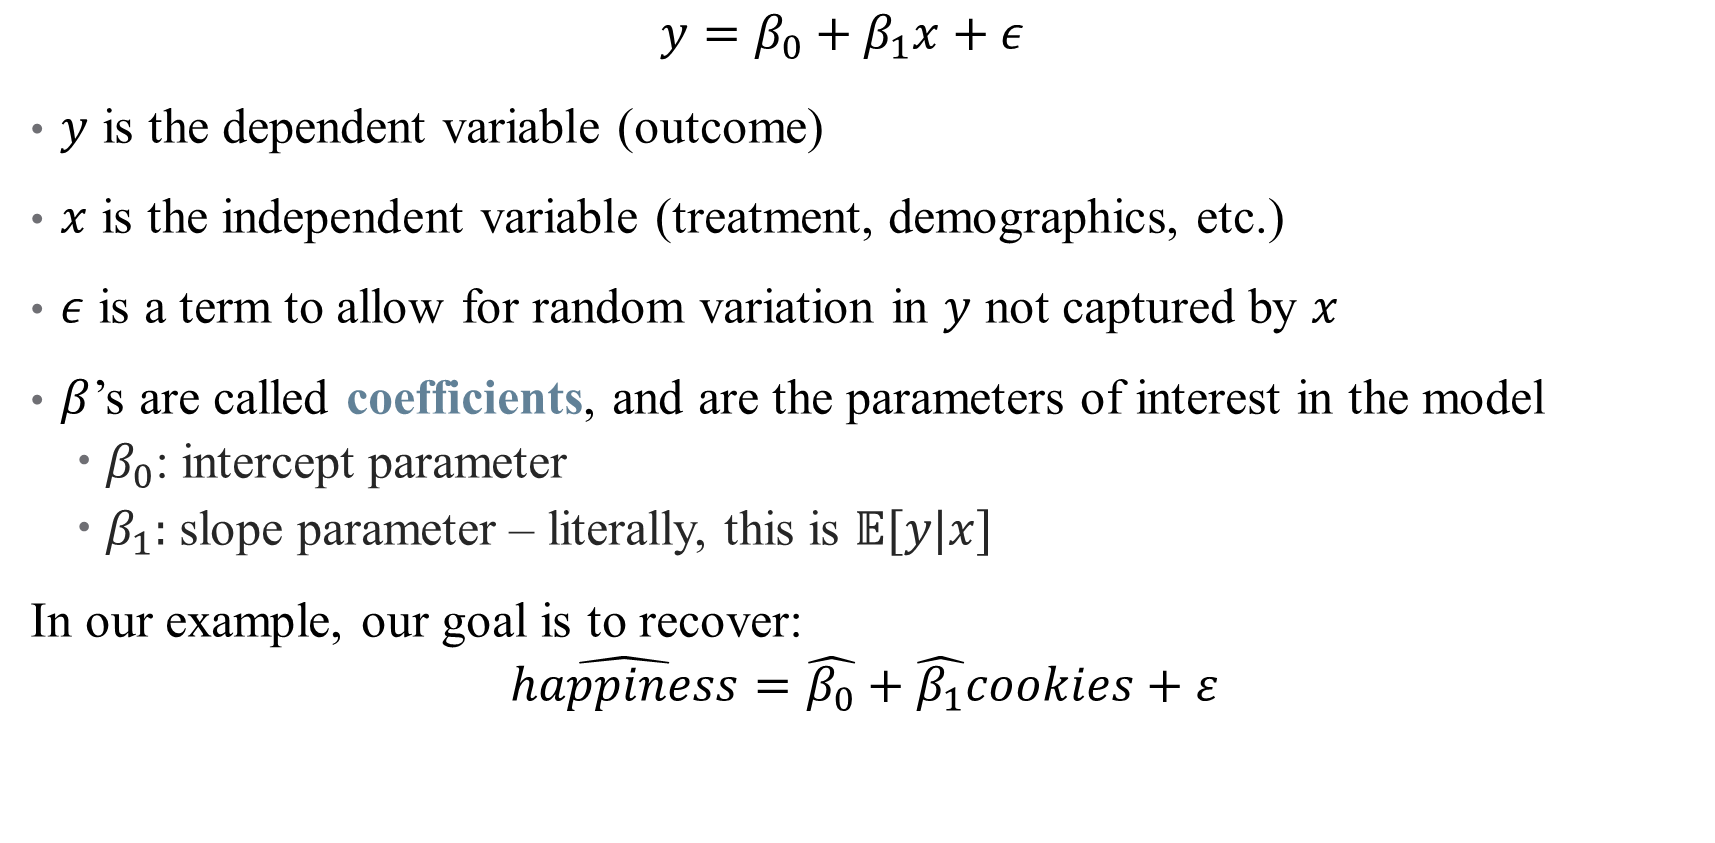 y = β₀ + β₁x + ϵ
• y is the dependent variable (outcome)
• x is the independent variable (treatment, demographics, etc.)
• ϵ is a term to allow for random variation in y not captured by x
• β’s are called coefficients, and are the parameters of interest in the model
• β₀: intercept parameter
• β₁: slope parameter – literally, this is 𝔼[y|x]
In our example, our goal is to recover:
\widehat{happiness} = \widehat{β₀} + \widehat{β₁}cookies + ε